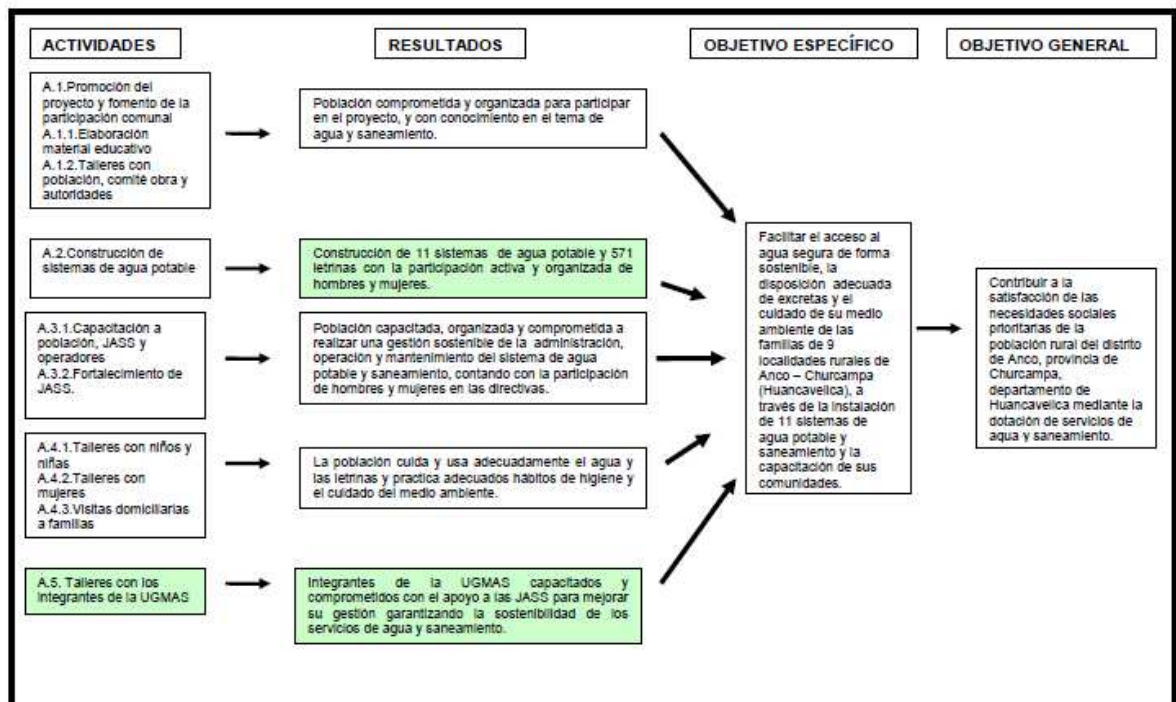 ACTIVIDADES
RESULTADOS
OBJETIVO ESPECÍFICO
OBJETIVO GENERAL
A.1.Promoción del
proyecto y fomento de la
participación comunal
A.1.1.Elaboración
material educativo
A.1.2.Talleres con
población, comité obra y
autoridades
Población comprometida y organizada para participar
en el proyecto, y con conocimiento en el tema de
agua y saneamiento.
A.2.Construcción de
sistemas de agua potable
Construcción de 11 sistemas de agua potable y 571
letrinas con la participación activa y organizada de
hombres y mujeres.
A.3.1.Capacitación a
población, JASS y
operadores
A.3.2.Fortalecimiento de
JASS.
Población capacitada, organizada y comprometida a
realizar una gestión sostenible de la administración,
operación y mantenimiento del sistema de agua
potable y saneamiento, contando con la participación
de hombres y mujeres en las directivas.
A.4.1.Talleres con niños y
niñas
A.4.2.Talleres con
mujeres
A.4.3.Visitas domiciliarias
a familias
La población cuida y usa adecuadamente el agua y
las letrinas y practica adecuados hábitos de higiene y
el cuidado del medio ambiente.
A.5. Talleres con los
integrantes de la UGMAS
Integrantes de la UGMAS capacitados y
comprometidos con el apoyo a las JASS para mejorar
su gestión garantizando la sostenibilidad de los
servicios de agua y saneamiento.
Facilitar el acceso al
agua segura de forma
sostenible, la
disposición adecuada
de excretas y el
cuidado de su medio
ambiente de las
familias de 9
localidades rurales de
Anco – Churcampa
(Huancavelica), a
través de la instalación
de 11 sistemas de
agua potable y
saneamiento y la
capacitación de sus
comunidades.
Contribuir a la
satisfacción de las
necesidades sociales
prioritarias de la
población rural del distrito
de Anco, provincia de
Churcampa,
departamento de
Huancavelica mediante la
dotación de servicios de
agua y saneamiento.